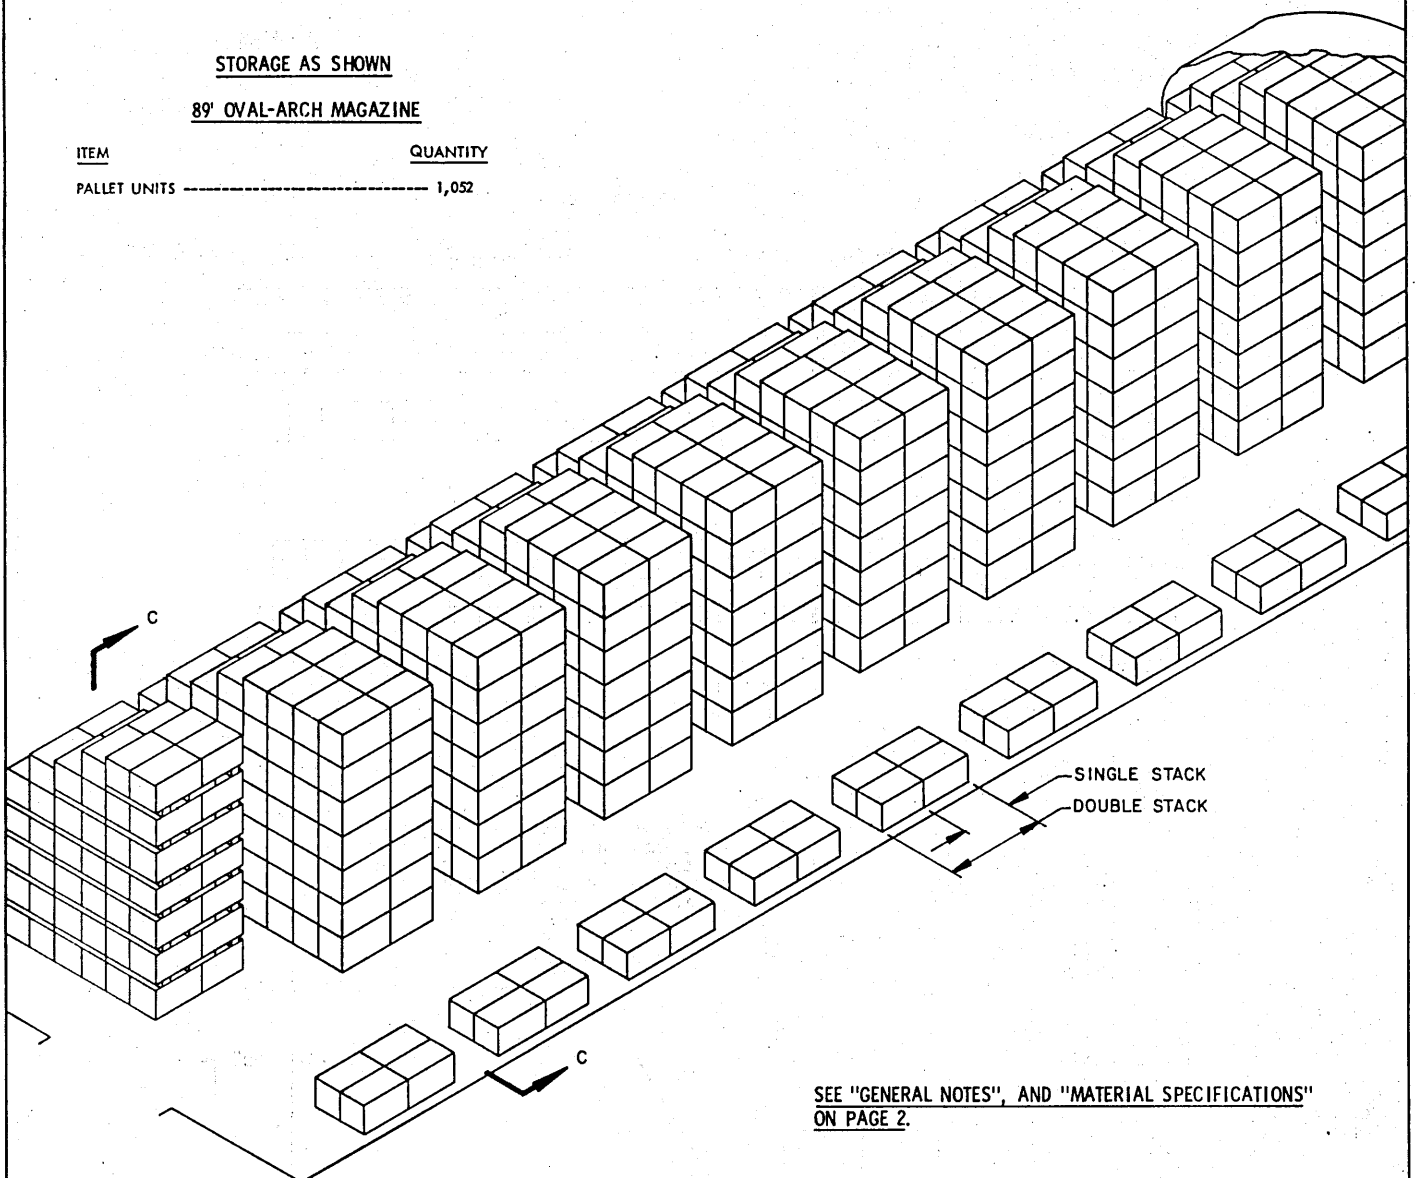 STORAGE AS SHOWN
89' OVAL-ARCH MAGAZINE
ITEM QUANTITY
PALLET UNITS ------------------------------- 1,052
C
SINGLE STACK
DOUBLE STACK
C
SEE "GENERAL NOTES", AND "MATERIAL SPECIFICATIONS"
ON PAGE 2.